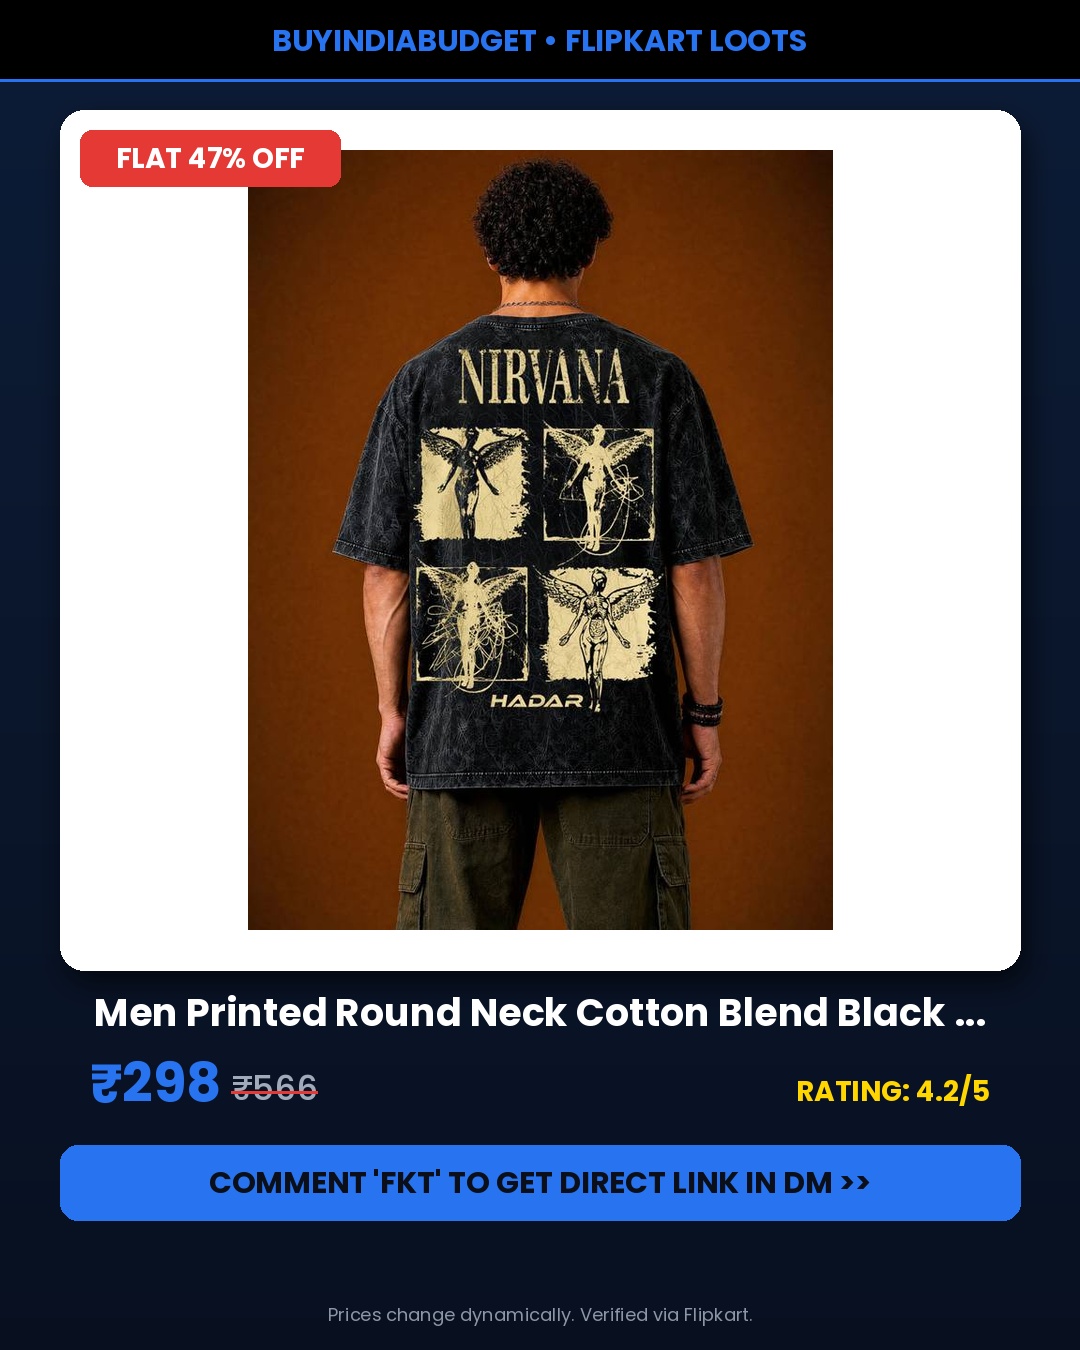 BUYINDIABUDGET • FLIPKART LOOTS
FLAT 47% OFF
NIRVANA
HADAR
Men Printed Round Neck Cotton Blend Black ...
₹298 ₹566
RATING: 4.2/5
COMMENT 'FKT' TO GET DIRECT LINK IN DM >>
Prices change dynamically. Verified via Flipkart.